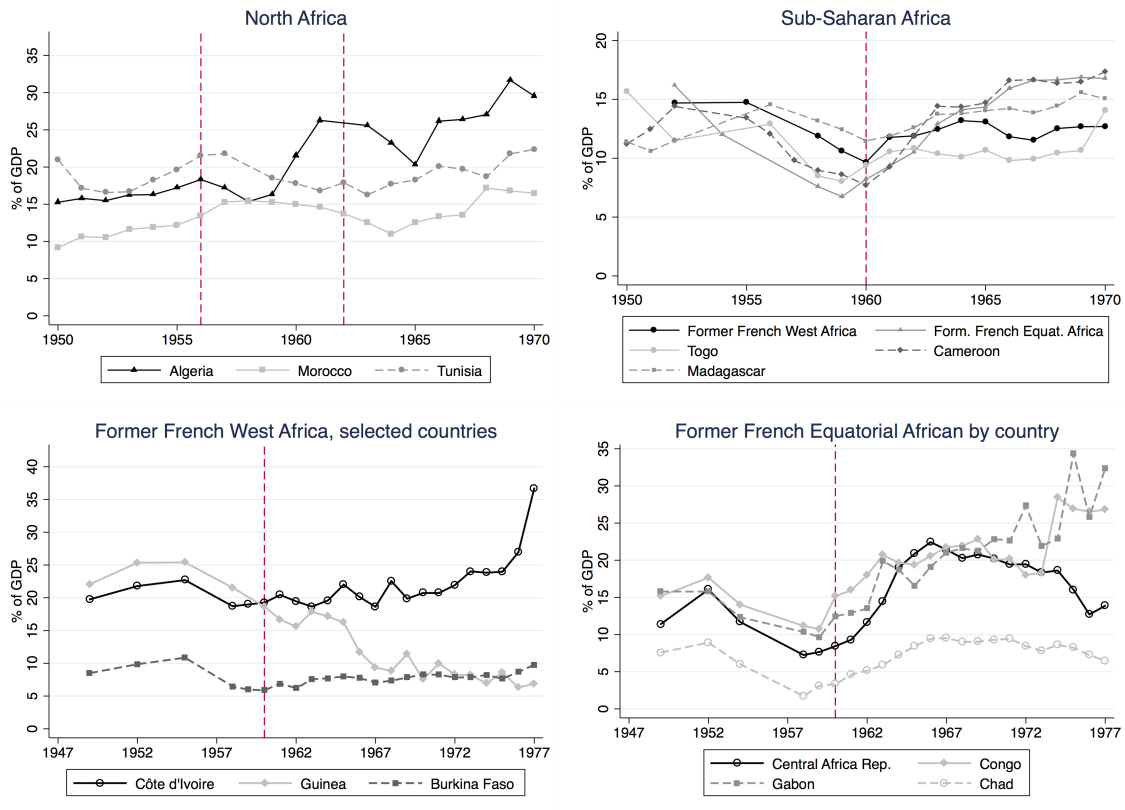 North Africa
% of GDP
35
30
25
20
15
10
5
0
1950 1955 1960 1965 1970
Algeria Morocco Tunisia
Sub-Saharan Africa
% of GDP
20
15
10
5
0
1950 1955 1960 1965 1970
Former French West Africa Form. French Equat. Africa
Togo Cameroon
Madagascar
Former French West Africa, selected countries
% of GDP
40
35
30
25
20
15
10
5
0
1947 1952 1957 1962 1967 1972 1977
Côte d'Ivoire Guinea Burkina Faso
Former French Equatorial African by country
% of GDP
35
30
25
20
15
10
5
0
1947 1952 1957 1962 1967 1972 1977
Central Africa Rep. Congo
Gabon Chad